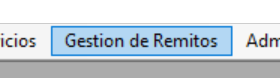 icios Gestion de Remitos Adm